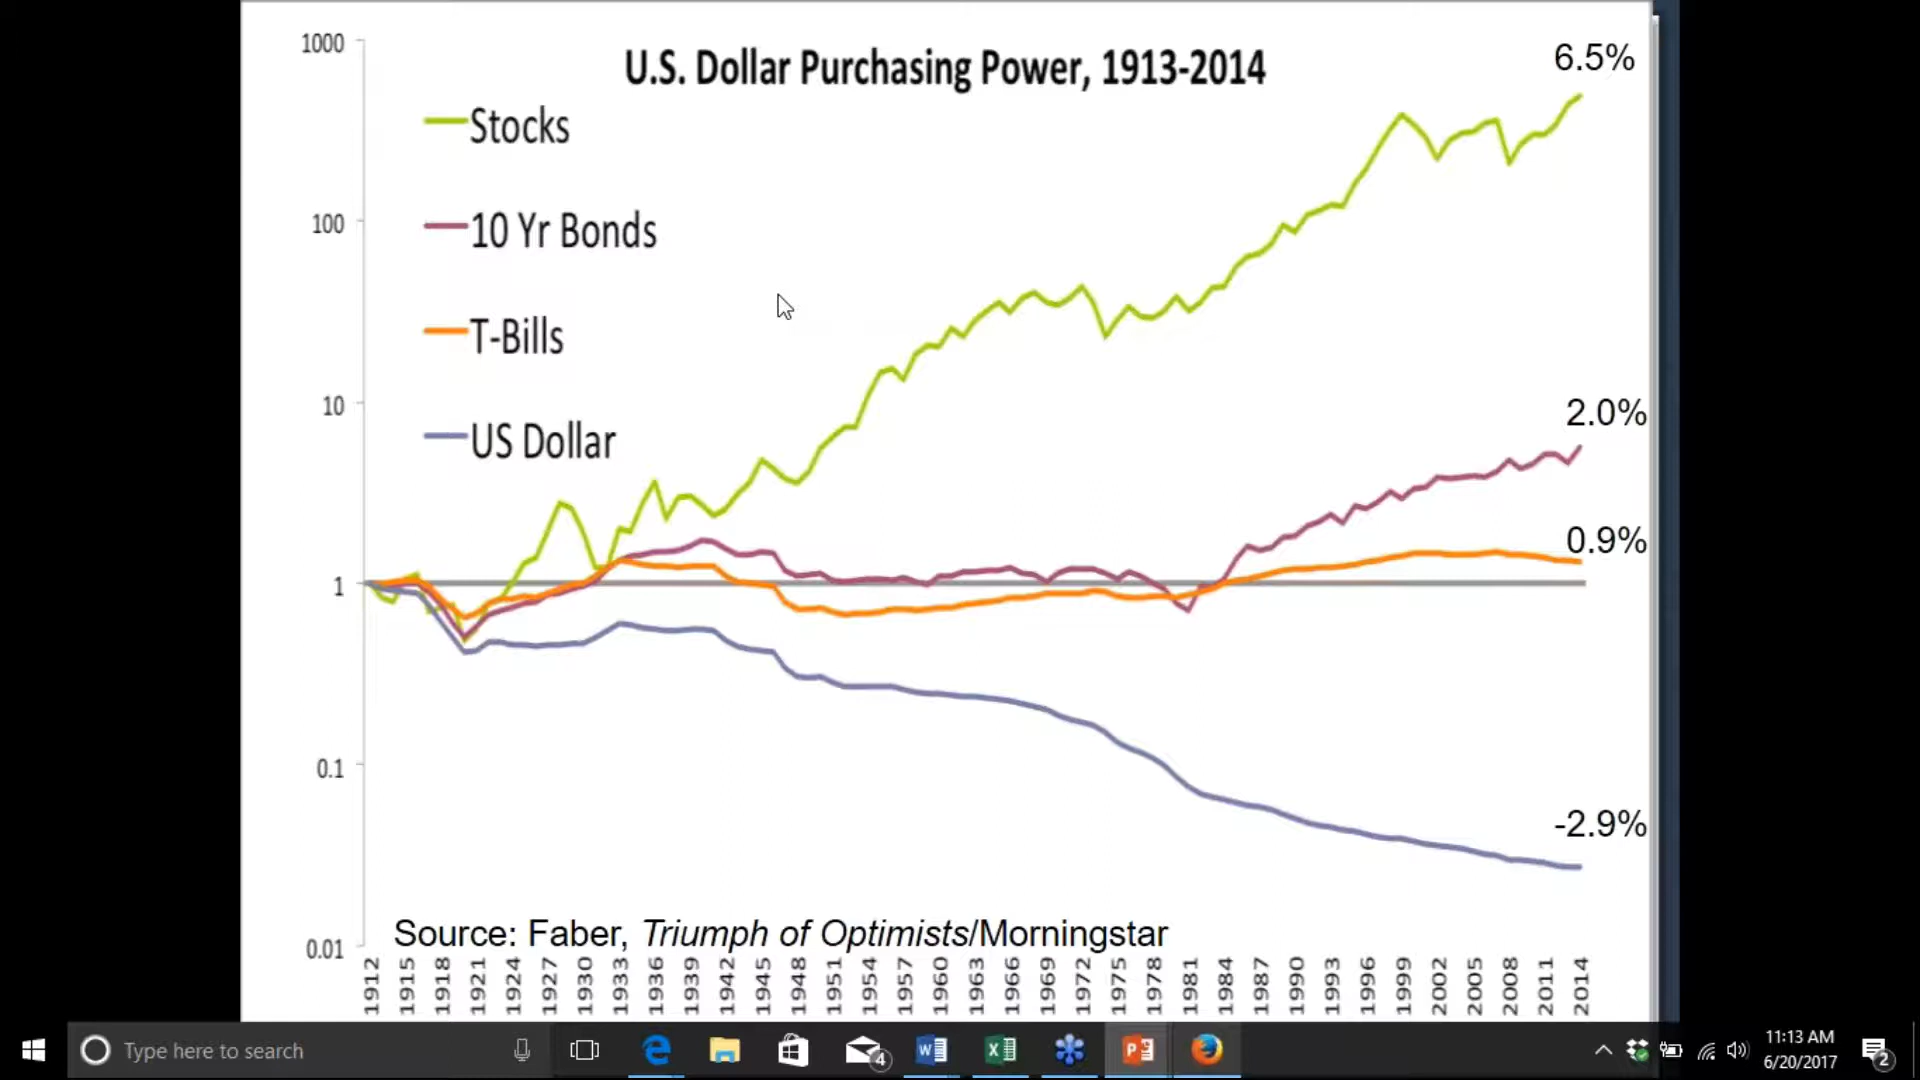 U.S. Dollar Purchasing Power, 1913-2014
6.5%
Stocks
10 Yr Bonds
T-Bills
US Dollar
2.0%
0.9%
-2.9%
1000
100
10
1
0.1
0.01
Source: Faber, Triumph of Optimists/Morningstar
1912 1915 1918 1921 1924 1927 1930 1933 1936 1939 1942 1945 1948 1951 1954 1957 1960 1963 1966 1969 1972 1975 1978 1981 1984 1987 1990 1993 1996 1999 2002 2005 2008 2011 2014
Type here to search
4
11:13 AM
6/20/2017
2